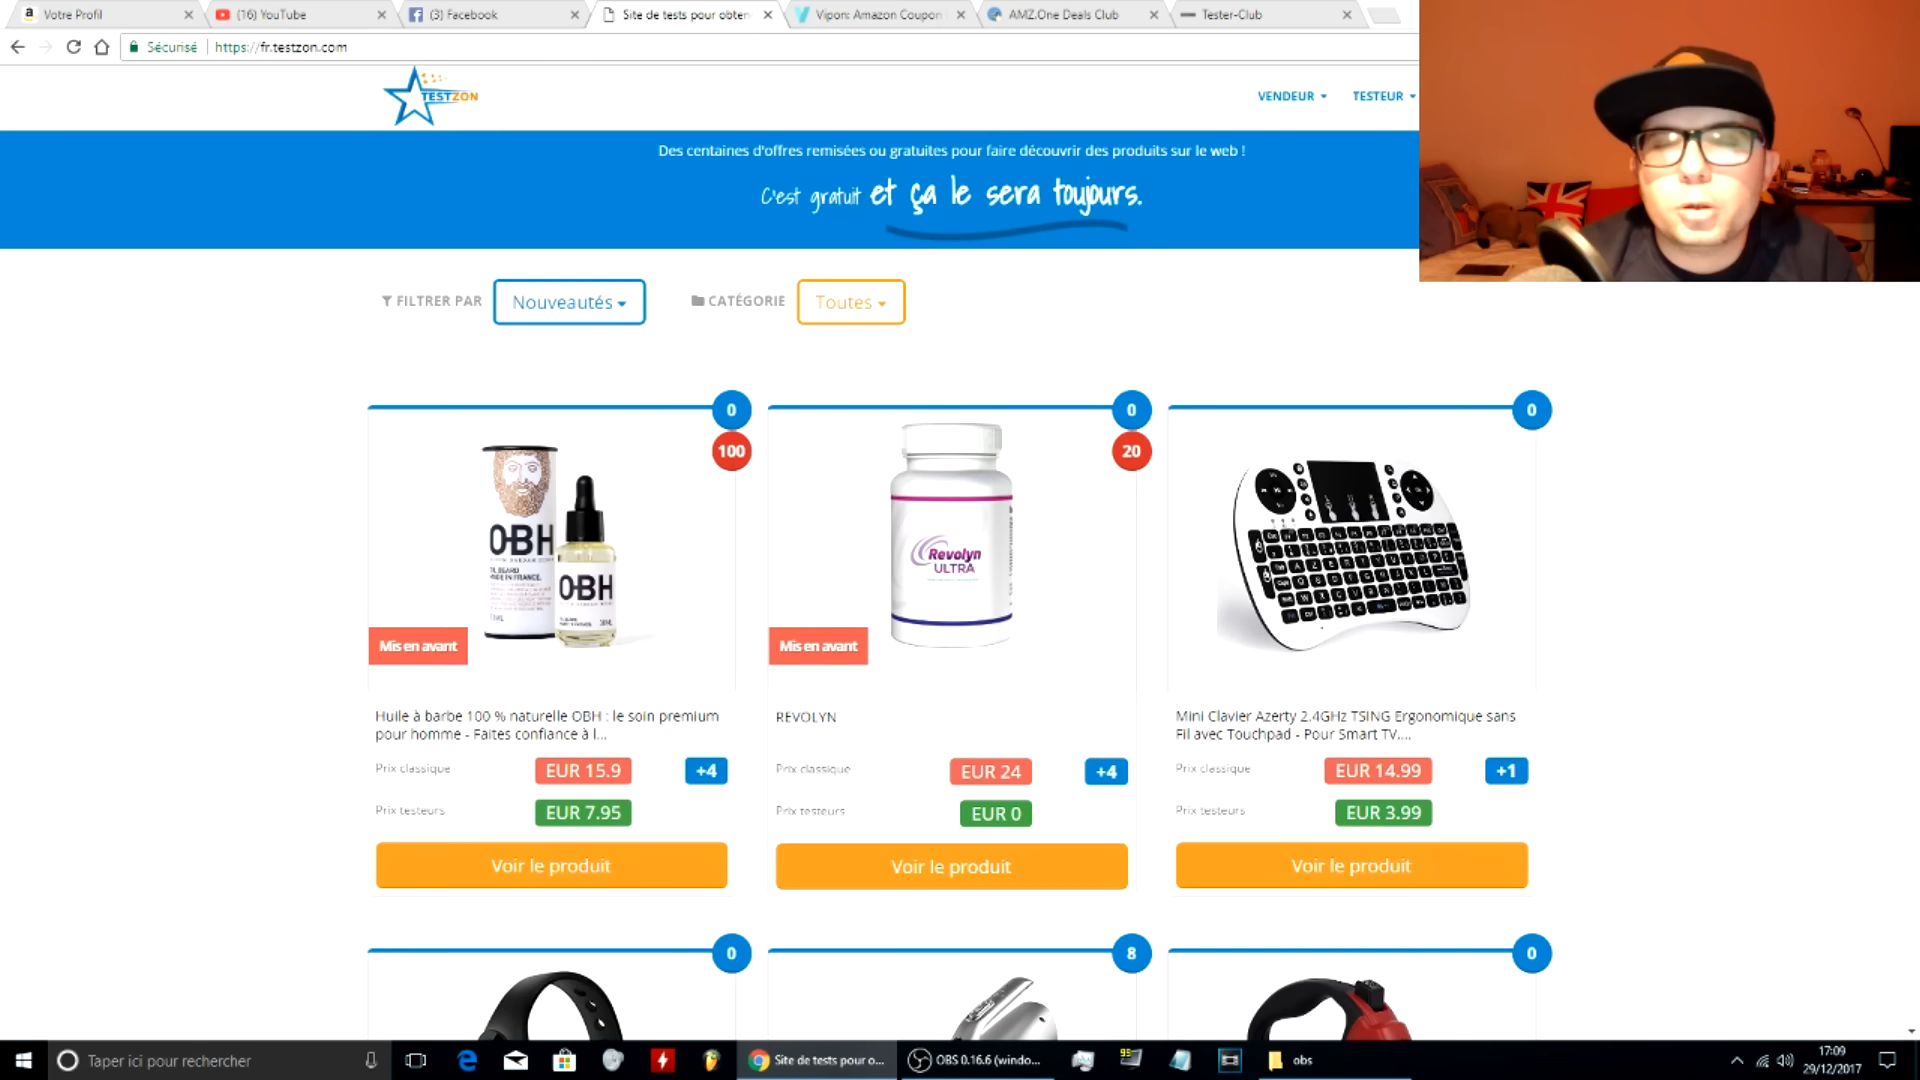 Votre Profil
(16) YouTube
(3) Facebook
Site de tests pour obten
Vipon: Amazon Coupon
AMZ.One Deals Club
Tester-Club
Sécurisé
https://fr.testzon.com
TESTZON
VENDEUR
TESTEUR
Des centaines d'offres remisées ou gratuites pour faire découvrir des produits sur le web !
C'est gratuit et ça le sera toujours.
FILTRER PAR
Nouveautés
CATÉGORIE
Toutes
0
100
0
20
0
OBH
OBH
Revolyn
ULTRA
Mis en avant
Mis en avant
Huile à barbe 100 % naturelle OBH : le soin premium
pour homme - Faites confiance à l...
REVOLYN
Mini Clavier Azerty 2.4GHz TSING Ergonomique sans
Fil avec Touchpad - Pour Smart TV....
Prix classique
EUR 15.9
+4
Prix classique
EUR 24
+4
Prix classique
EUR 14.99
+1
Prix testeurs
EUR 7.95
Prix testeurs
EUR 0
Prix testeurs
EUR 3.99
Voir le produit
Voir le produit
Voir le produit
0
8
0
Taper ici pour rechercher
Site de tests pour o...
OBS 0.16.6 (windo...
obs
17:09
29/12/2017